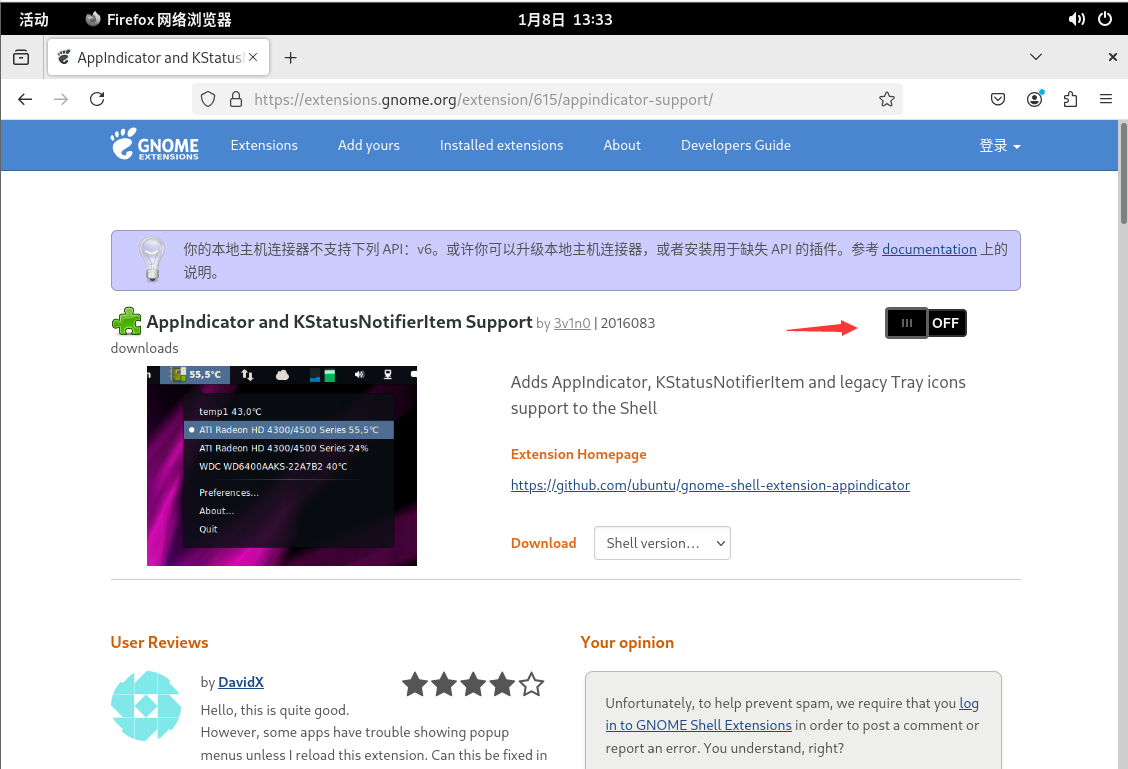 活动
Firefox 网络浏览器
1月8日 13:33
AppIndicator and KStatusN
https://extensions.gnome.org/extension/615/appindicator-support/
GNOME
EXTENSIONS
Extensions
Add yours
Installed extensions
About
Developers Guide
登录
你的本地主机连接器不支持下列 API：v6。或许你可以升级本地主机连接器，或者安装用于缺失 API 的插件。参考 documentation 上的
说明。
AppIndicator and KStatusNotifierItem Support by 3v1n0 | 2016083
downloads
OFF
55,5°C
temp1 43,0°C
ATI Radeon HD 4300/4500 Series 55,5°C
ATI Radeon HD 4300/4500 Series 24%
WDC WD6400AAKS-22A7B2 40°C
Preferences...
About...
Quit
Adds AppIndicator, KStatusNotifierItem and legacy Tray icons
support to the Shell
Extension Homepage
https://github.com/ubuntu/gnome-shell-extension-appindicator
Download
Shell version...
User Reviews
by DavidX
Hello, this is quite good.
However, some apps have trouble showing popup
menus unless I reload this extension. Can this be fixed in
Your opinion
Unfortunately, to help prevent spam, we require that you log
in to GNOME Shell Extensions in order to post a comment or
report an error. You understand, right?